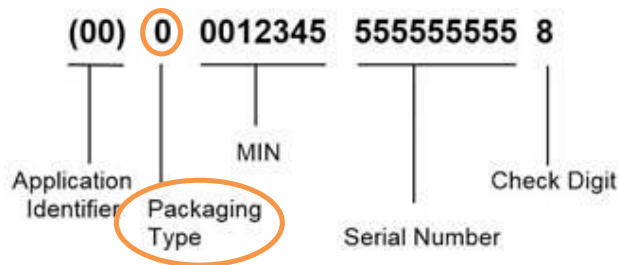 (00) 0 0012345 555555555 8
MIN
Application Identifier
Packaging Type
Serial Number
Check Digit